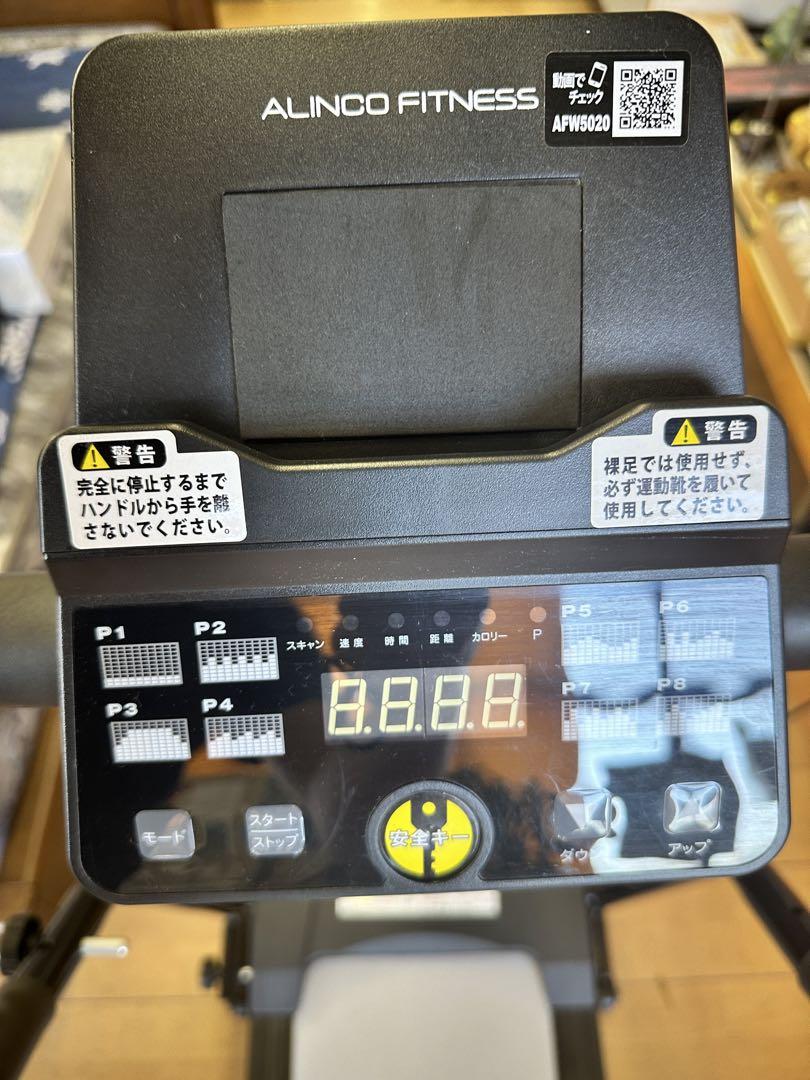 ALINCO FITNESS
動画で
チェック
AFW5020
警告
完全に停止するまで
ハンドルから手を離
さないでください。
警告
裸足では使用せず、
必ず運動靴を履いて
使用してください。
P1
P2
スキャン 速度 時間 距離 カロリー P
P5
P6
P3
P4
8.8.8.8.
P7
P8
モード
スタート
ストップ
安全キー
ダウン
アップ